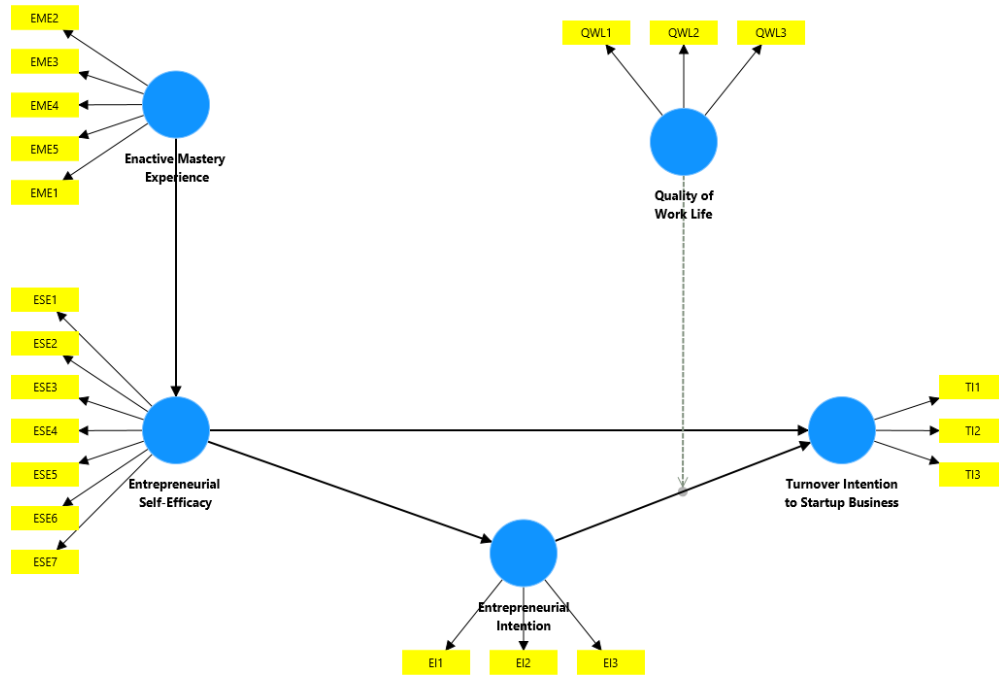 EME2
EME3
EME4
EME5
EME1
Enactive Mastery
Experience
QWL1
QWL2
QWL3
Quality of
Work Life
ESE1
ESE2
ESE3
ESE4
ESE5
ESE6
ESE7
Entrepreneurial
Self-Efficacy
TI1
TI2
TI3
Turnover Intention
to Startup Business
Entrepreneurial
Intention
EI1
EI2
EI3